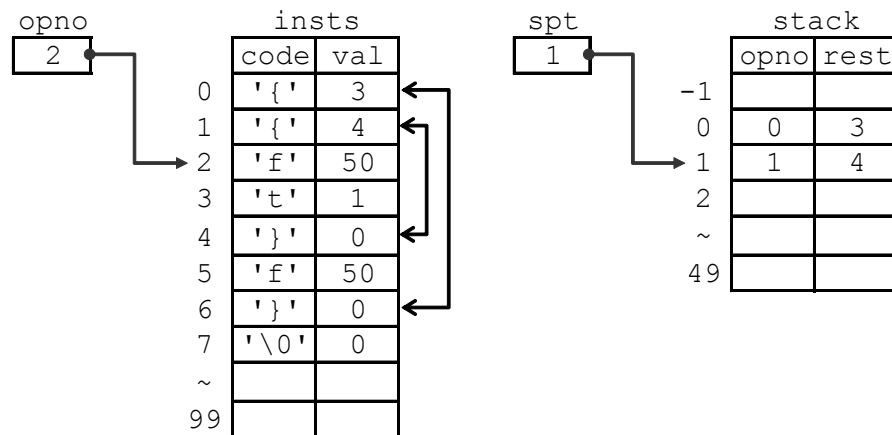 opno insts spt stack
2 code val 1 opno rest
0 '{' 3 -1
1 '{' 4 0 0 3
2 'f' 50 1 1 4
3 't' 1 2
4 '}' 0 ~
5 'f' 50 49
6 '}' 0
7 '\0' 0
~
99